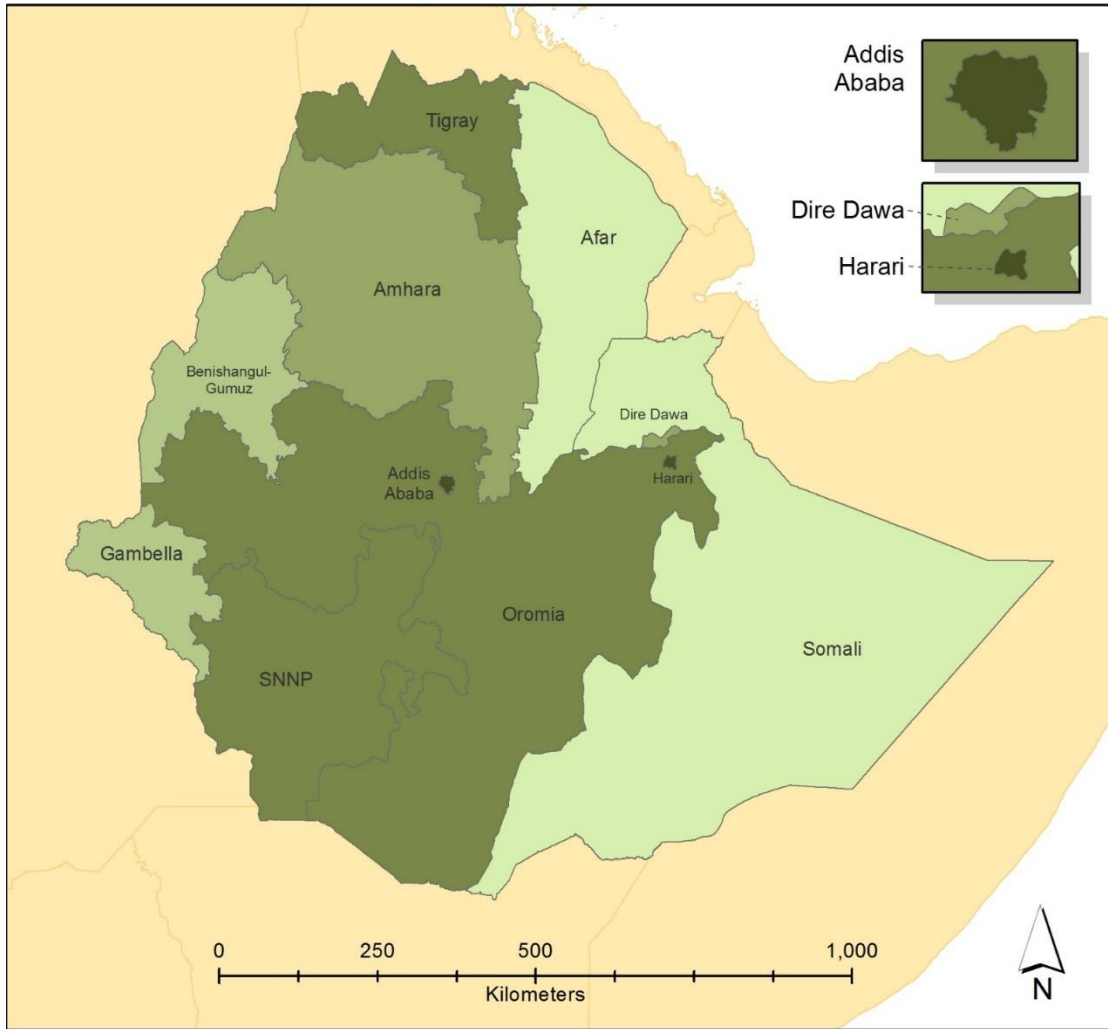 Addis
Ababa
Dire Dawa
Harari
Tigray
Afar
Amhara
Benishangul-
Gumuz
Dire Dawa
Addis
Ababa
Harari
Gambella
Oromia
Somali
SNNP
0 250 500 1,000
Kilometers
N